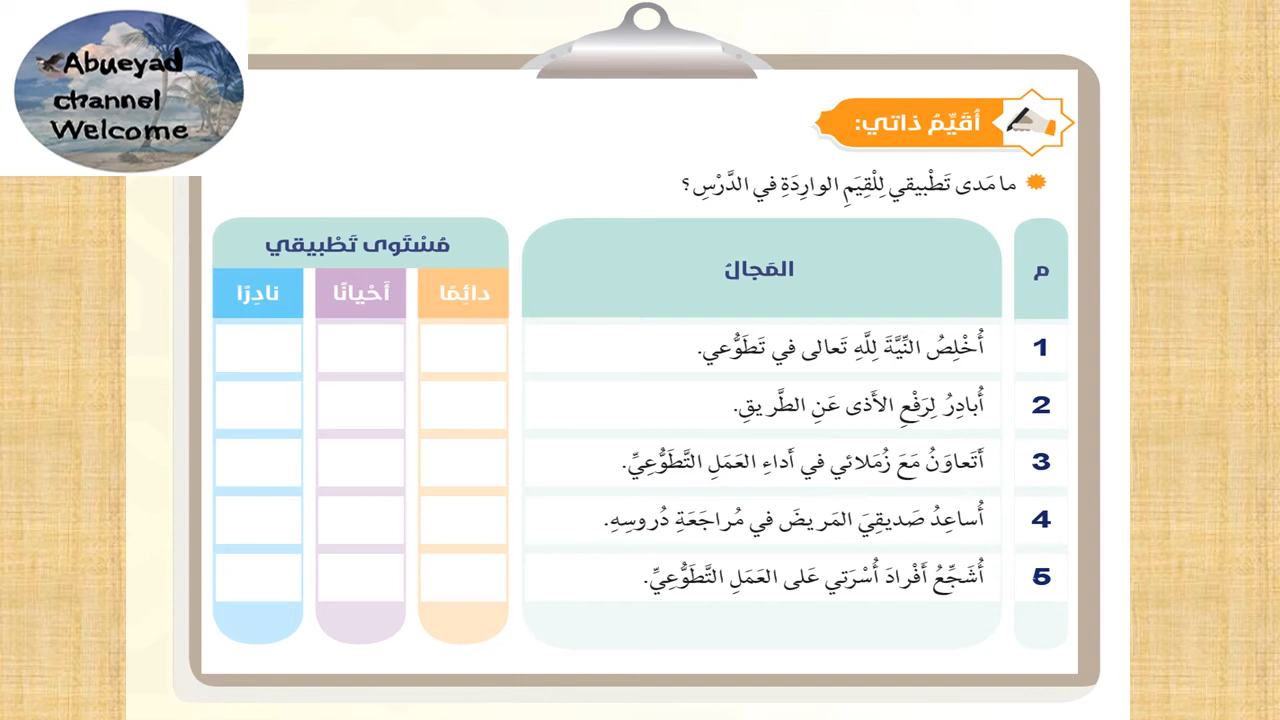 Abueyad
channel
Welcome
أُقَيِّمُ ذاتي:
ما مَدى تَطْبيقي لِلْقِيَمِ الوارِدَةِ في الدَّرْسِ؟
م المَجالُ مُسْتَوى تَطْبيقي
دائِمًا أَحْيانًا نادِرًا
1 أُخْلِصُ النِّيَّةَ لِلَّهِ تَعالى في تَطَوُّعي.
2 أُبادِرُ لِرَفْعِ الأَذى عَنِ الطَّريقِ.
3 أَتَعاوَنُ مَعَ زُمَلائي في أَداءِ العَمَلِ التَّطَوُّعِيِّ.
4 أُساعِدُ صَديقِيَ المَريضَ في مُراجَعَةِ دُروسِهِ.
5 أُشَجِّعُ أَفْرادَ أُسْرَتي عَلى العَمَلِ التَّطَوُّعِيِّ.